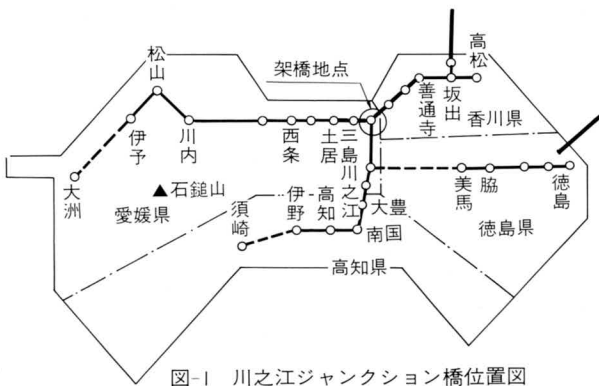 高松
松山
架橋地点
坂出
善通寺
香川県
伊予
川内
西条
土居
三島川之江
大洲
▲石鎚山
愛媛県
美馬
脇
徳島
須崎
伊野
高知
大豊
南国
徳島県
高知県
図-1 川之江ジャンクション橋位置図